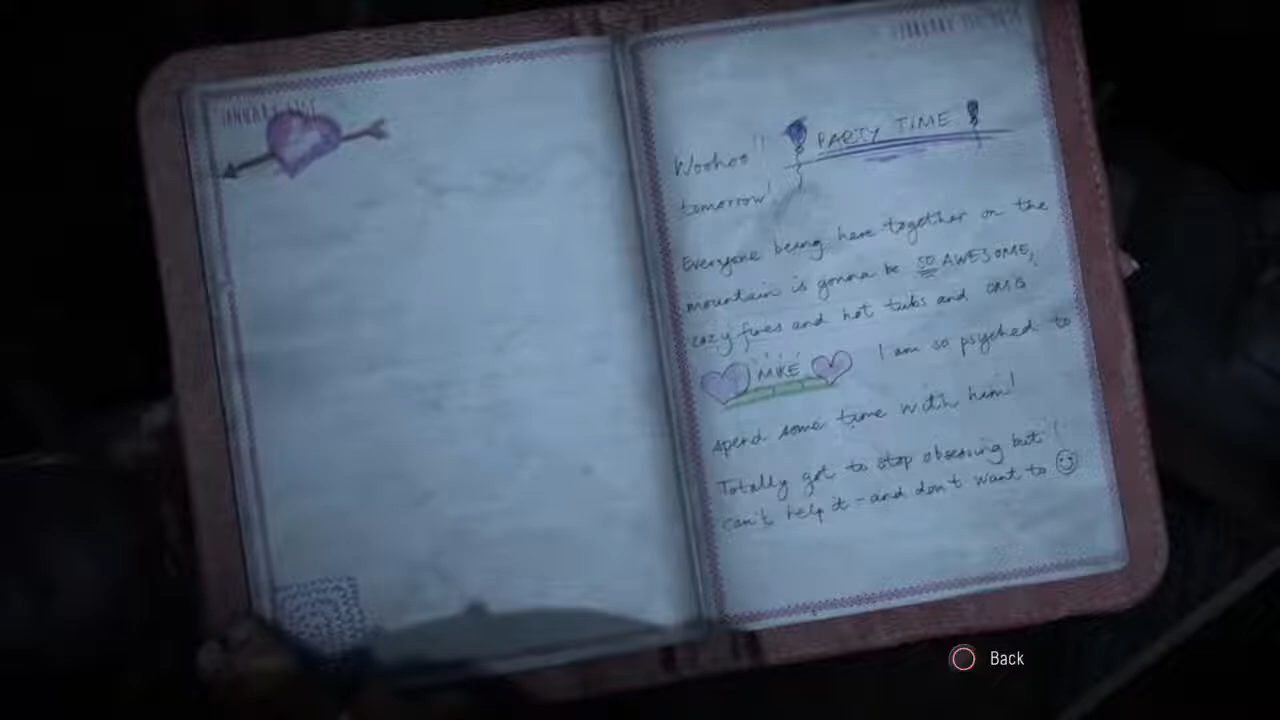 Woohoo!! PARTY TIME
tomorrow!
Everyone being here together on the
mountain is gonna be SO AWESOME,
cozy fires and hot tubs and OMG
MIKE I am so psyched to
spend some time with him!
Totally got to stop obsessing but I
can't help it - and don't want to
Back